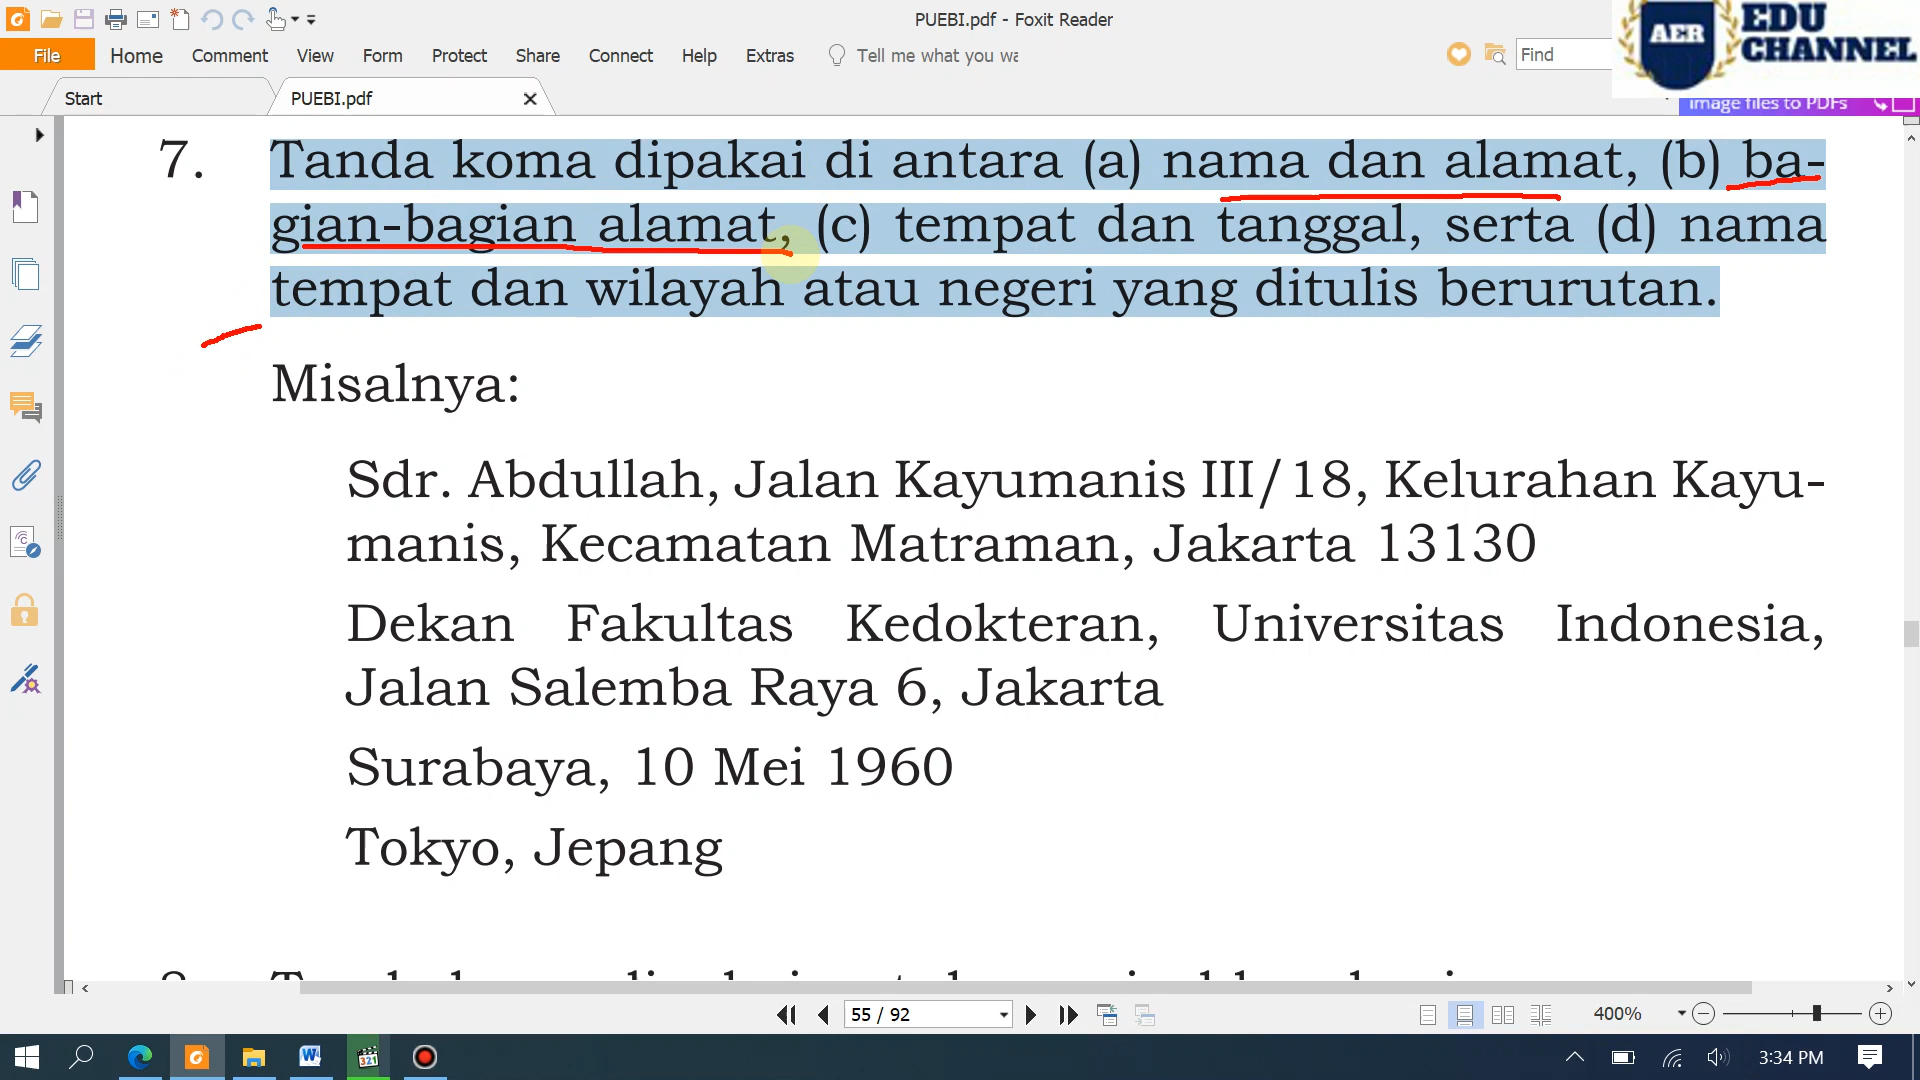 PUEBI.pdf - Foxit Reader
AER EDU CHANNEL
File Home Comment View Form Protect Share Connect Help Extras Tell me what you wa Find
Image files to PDFs
Start PUEBI.pdf
7. Tanda koma dipakai di antara (a) nama dan alamat, (b) ba-
gian-bagian alamat, (c) tempat dan tanggal, serta (d) nama
tempat dan wilayah atau negeri yang ditulis berurutan.
Misalnya:
Sdr. Abdullah, Jalan Kayumanis III/18, Kelurahan Kayu-
manis, Kecamatan Matraman, Jakarta 13130
Dekan Fakultas Kedokteran, Universitas Indonesia,
Jalan Salemba Raya 6, Jakarta
Surabaya, 10 Mei 1960
Tokyo, Jepang
55 / 92 400%
321
3:34 PM